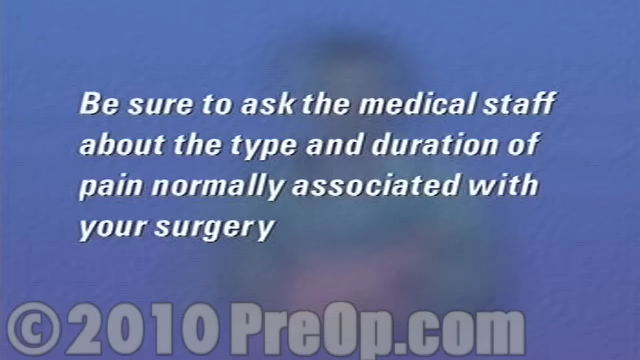 Be sure to ask the medical staff
about the type and duration of
pain normally associated with
your surgery
© 2010 PreOp.com